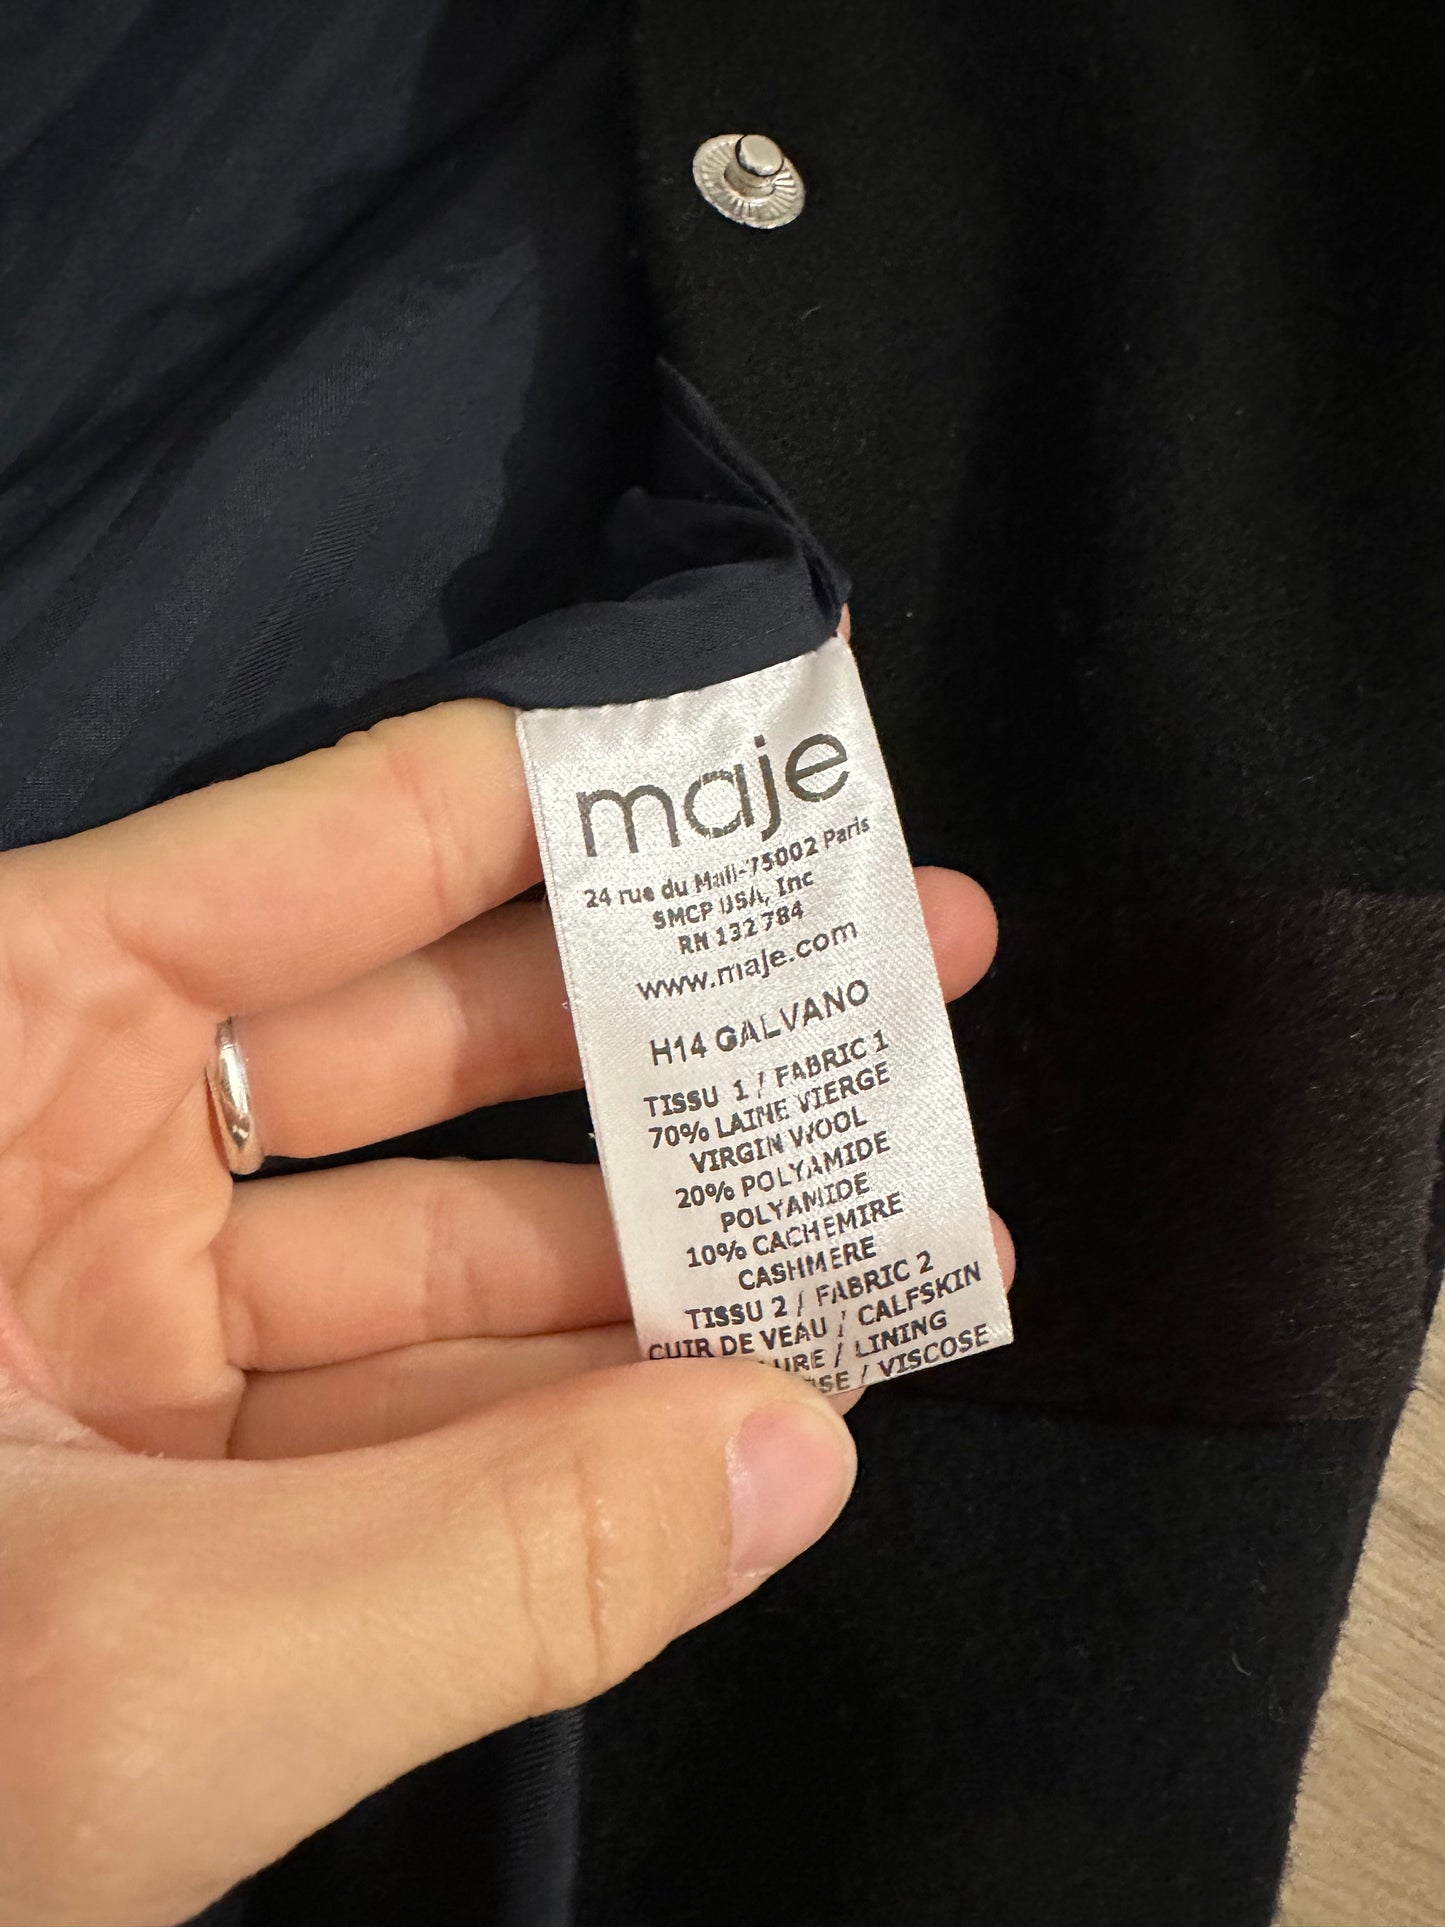 maje
24 rue du Mail-75002 Paris
SMCP USA, Inc
RN 132 784
www.maje.com
H14 GALVANO
TISSU 1 / FABRIC 1
70% LAINE VIERGE
VIRGIN WOOL
20% POLYAMIDE
POLYAMIDE
10% CACHEMIRE
CASHMERE
TISSU 2 / FABRIC 2
CUIR DE VEAU / CALFSKIN
/ LINING
/ VISCOSE